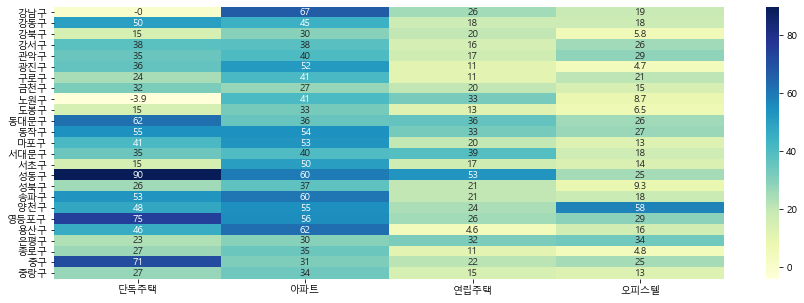 강남구 -0 67 26 19
강동구 50 45 18 18
강북구 15 30 20 5.8
강서구 38 38 16 26
관악구 35 40 17 29
광진구 36 52 11 4.7
구로구 24 41 11 21
금천구 32 27 20 15
노원구 -3.9 41 33 8.7
도봉구 15 33 13 6.5
동대문구 62 36 36 26
동작구 55 54 33 27
마포구 41 53 20 13
서대문구 35 40 39 18
서초구 15 50 17 14
성동구 90 60 53 25
성북구 26 37 21 9.3
송파구 53 60 21 18
양천구 48 55 24 58
영등포구 75 56 26 29
용산구 46 62 4.6 16
은평구 23 30 32 34
종로구 27 35 11 4.8
중구 71 31 22 25
중랑구 27 34 15 13
단독주택 아파트 연립주택 오피스텔
80
60
40
20
0